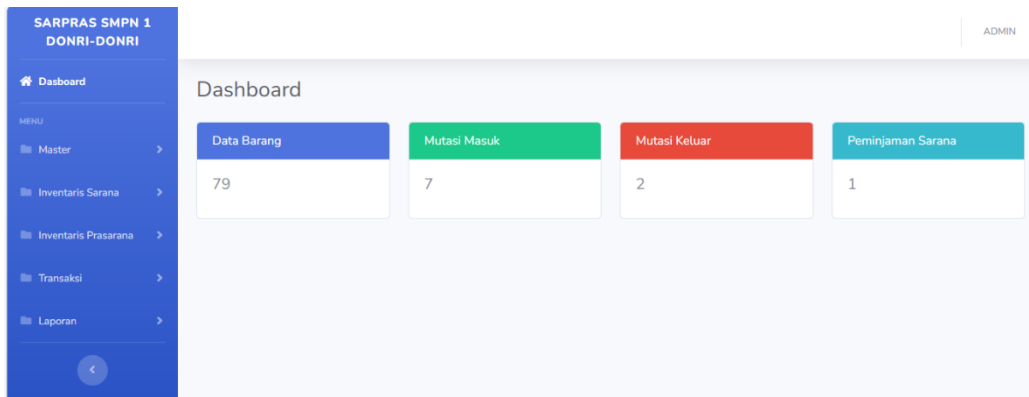 SARPRAS SMPN 1
DONRI-DONRI
ADMIN
Dasboard
MENU
Master
Inventaris Sarana
Inventaris Prasarana
Transaksi
Laporan
Dashboard
Data Barang
79
Mutasi Masuk
7
Mutasi Keluar
2
Peminjaman Sarana
1